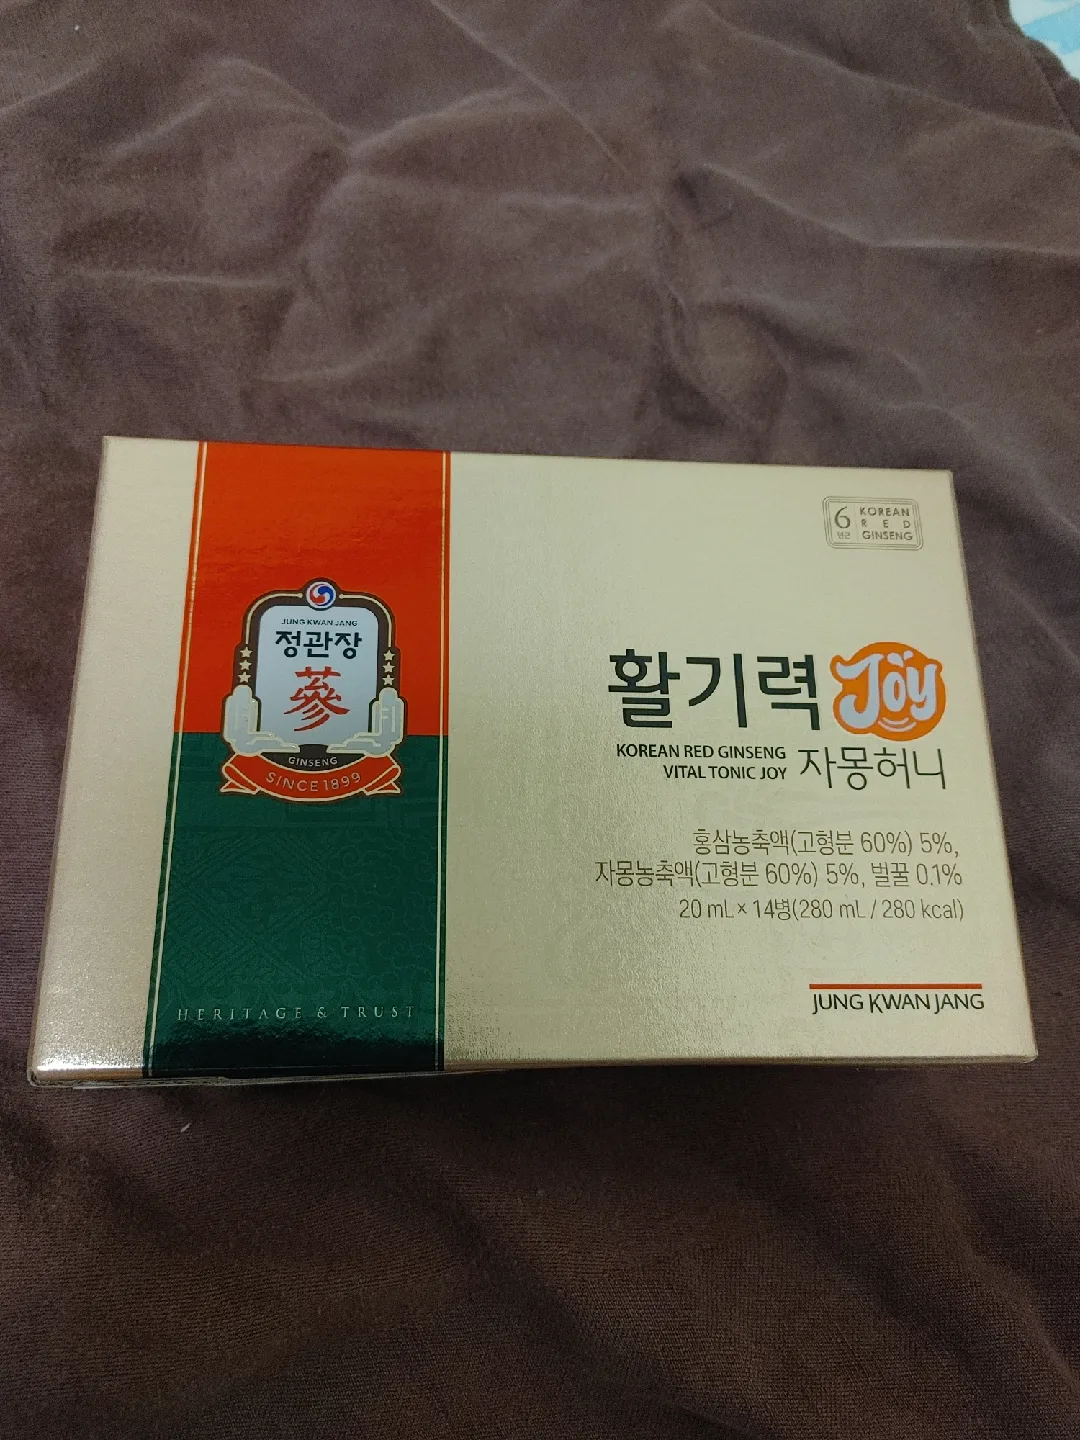 JUNG KWAN JANG
정관장
蔘
GINSENG
SINCE 1899
HERITAGE & TRUST
6년근
KOREAN
RED
GINSENG
활기력 Joy
KOREAN RED GINSENG
VITAL TONIC JOY
자몽허니
홍삼농축액(고형분 60%) 5%,
자몽농축액(고형분 60%) 5%, 벌꿀 0.1%
20 mL × 14병(280 mL / 280 kcal)
JUNG KWAN JANG